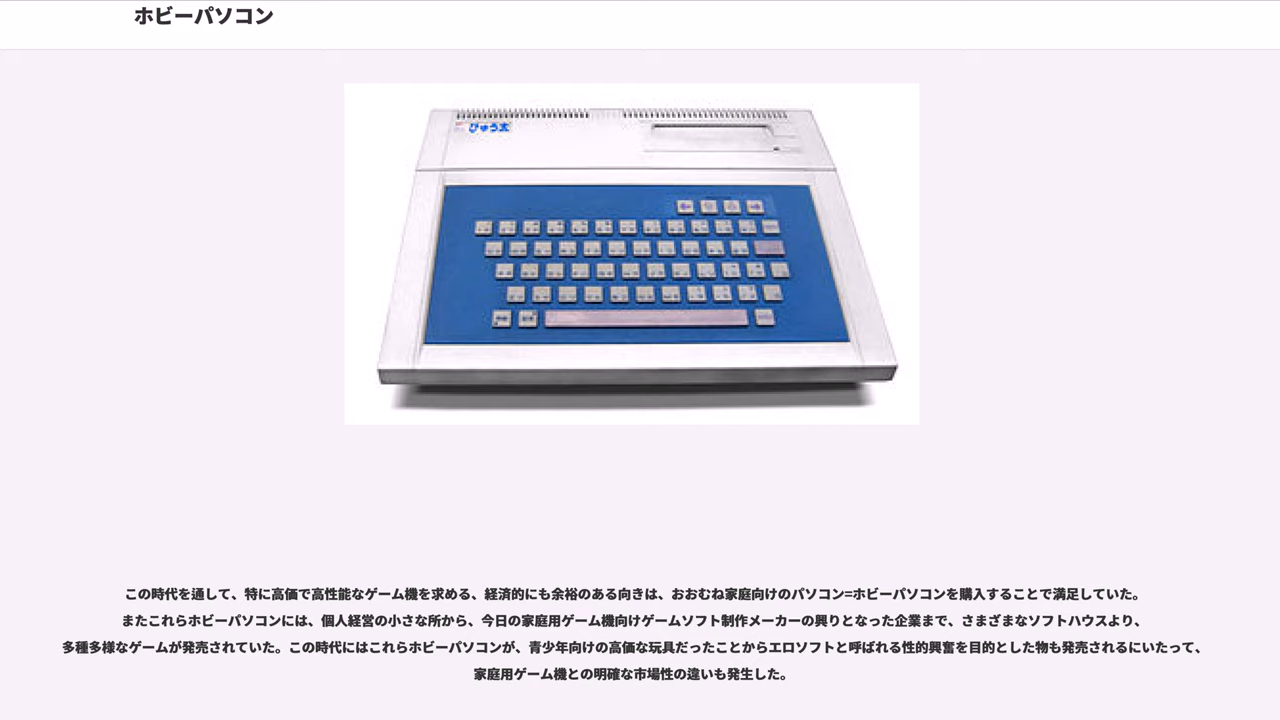 ホビーパソコン
ぴゅう太
この時代を通して、特に高価で高性能なゲーム機を求める、経済的にも余裕のある向きは、おおむね家庭向けのパソコン=ホビーパソコンを購入することで満足していた。
またこれらホビーパソコンには、個人経営の小さな所から、今日の家庭用ゲーム機向けゲームソフト制作メーカーの興りとなった企業まで、さまざまなソフトハウスより、
多種多様なゲームが発売されていた。この時代にはこれらホビーパソコンが、青少年向けの高価な玩具だったことからエロソフトと呼ばれる性的興奮を目的とした物も発売されるにいたって、
家庭用ゲーム機との明確な市場性の違いも発生した。